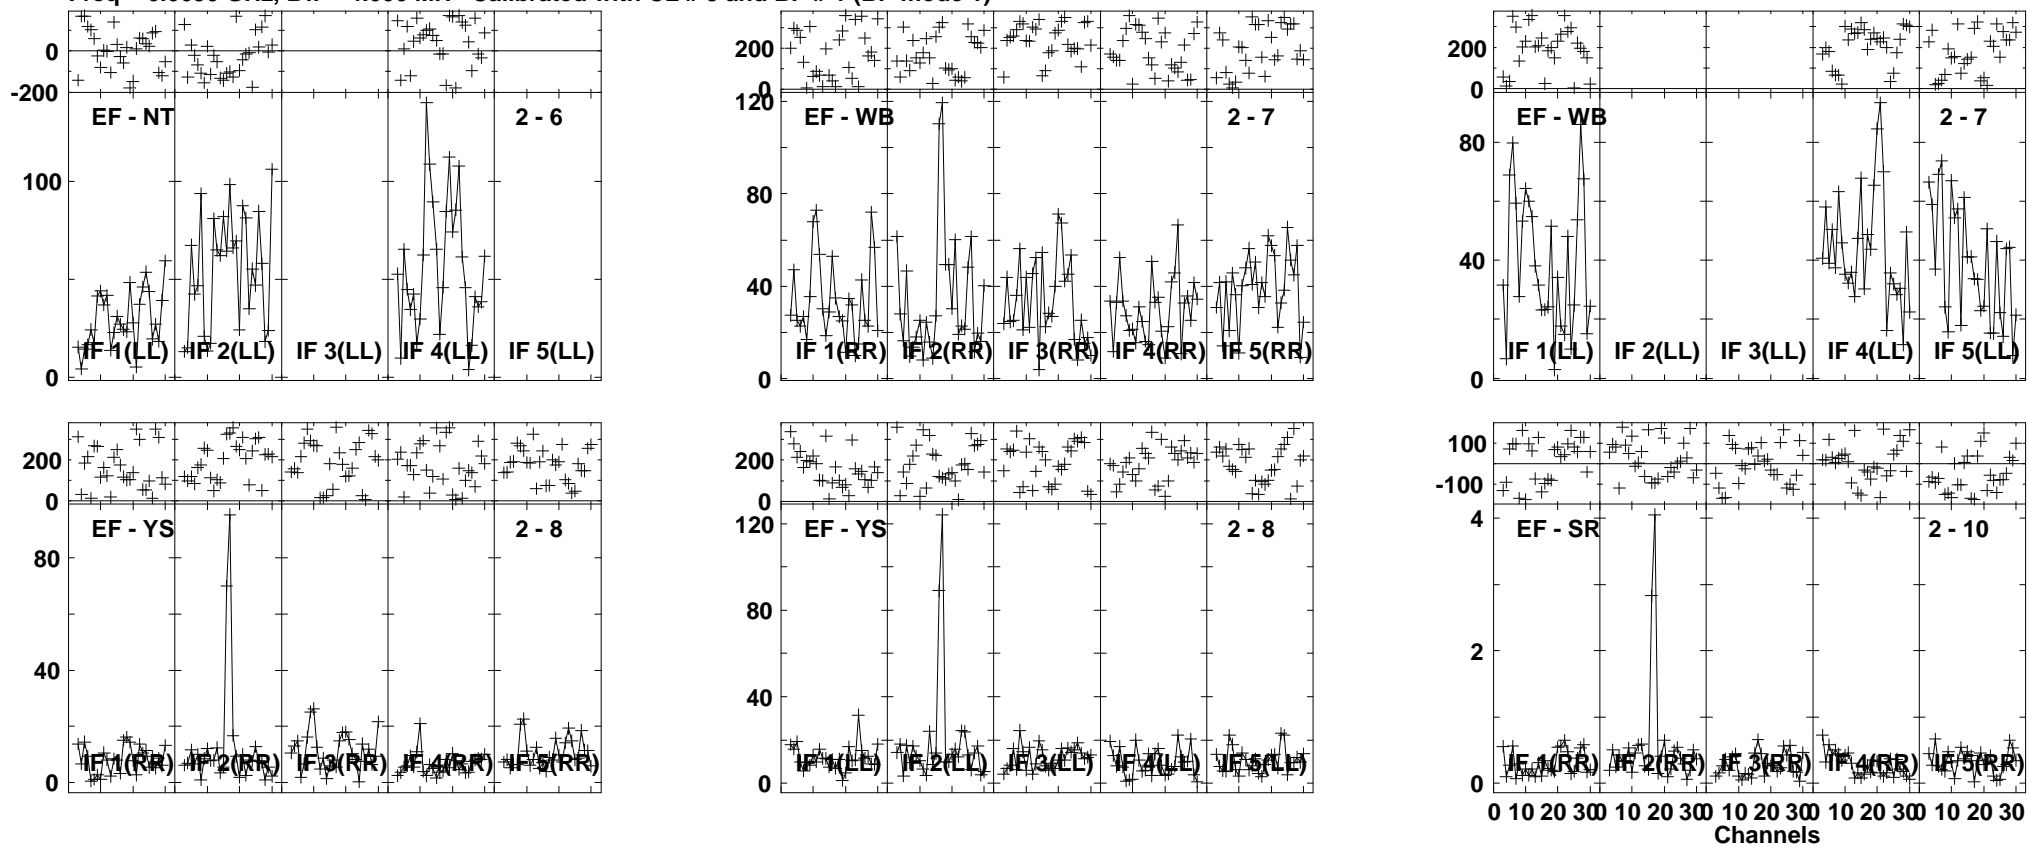 0
-200
EF - NT
2 - 6
100
0
IF 1(LL) IF 2(LL) IF 3(LL) IF 4(LL) IF 5(LL)
200
0
120
EF - WB
2 - 7
80
40
0
IF 1(RR) IF 2(RR) IF 3(RR) IF 4(RR) IF 5(RR)
200
0
EF - WB
2 - 7
80
40
0
IF 1(LL) IF 2(LL) IF 3(LL) IF 4(LL) IF 5(LL)
200
0
EF - YS
2 - 8
80
40
0
IF 1(RR) IF 2(RR) IF 3(RR) IF 4(RR) IF 5(RR)
200
0
120
EF - YS
2 - 8
80
40
0
IF 1(LL) IF 2(LL) IF 3(LL) IF 4(LL) IF 5(LL)
100
-100
4
EF - SR
2 - 10
2
0
IF 1(RR) IF 2(RR) IF 3(RR) IF 4(RR) IF 5(RR)
0 10 20 30 0 10 20 30 0 10 20 30 0 10 20 30 0 10 20 30
Channels